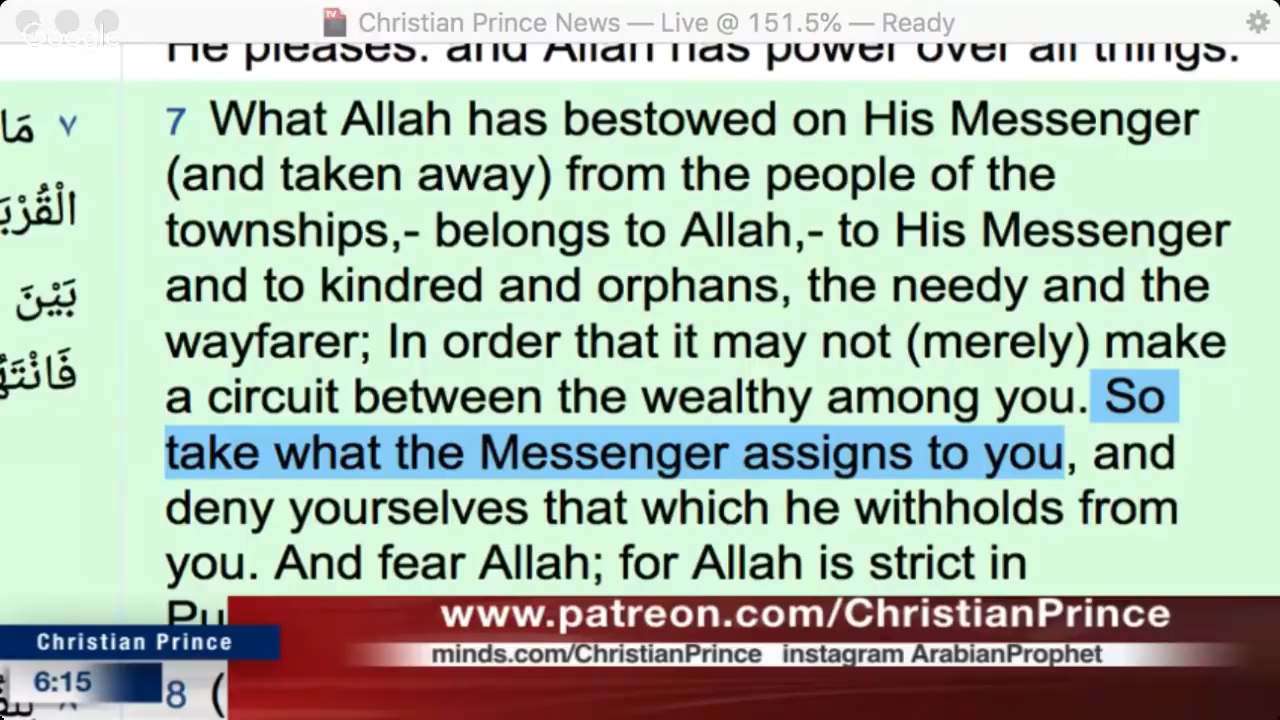 Christian Prince News — Live @ 151.5% — Ready
Google
He pleases: and Allah has power over all things.
7 What Allah has bestowed on His Messenger
(and taken away) from the people of the
townships,- belongs to Allah,- to His Messenger
and to kindred and orphans, the needy and the
wayfarer; In order that it may not (merely) make
a circuit between the wealthy among you. So
take what the Messenger assigns to you, and
deny yourselves that which he withholds from
you. And fear Allah; for Allah is strict in
٧ مَا
بَيْنَ
www.patreon.com/ChristianPrince
Christian Prince
minds.com/ChristianPrince instagram ArabianProphet
6:15
8 (